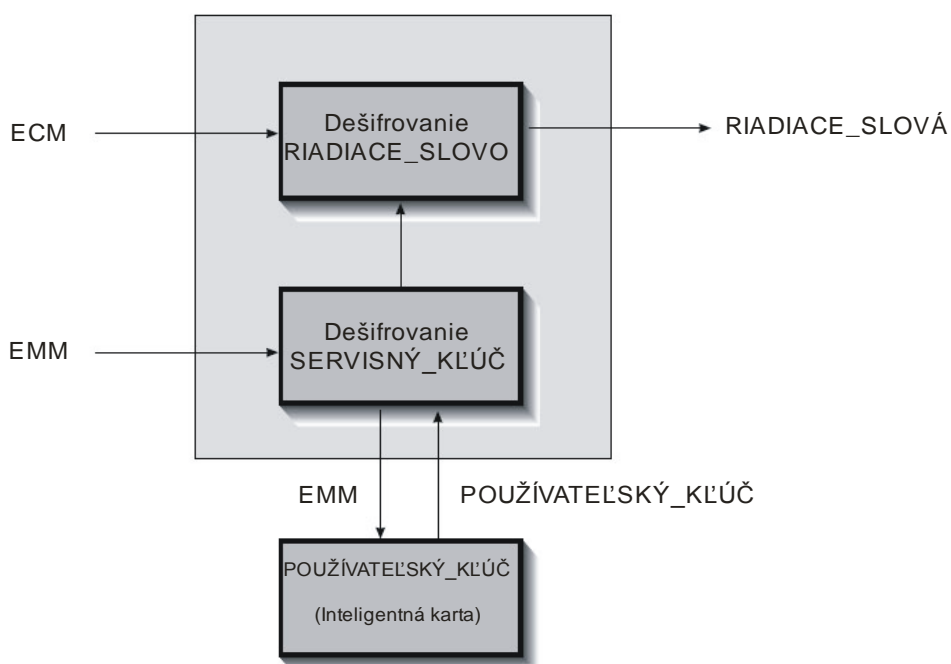 ECM
Dešifrovanie
RIADIACE_SLOVO
RIADIACE_SLOVÁ
EMM
Dešifrovanie
SERVISNÝ_KĽÚČ
EMM
POUŽÍVATEĽSKÝ_KĽÚČ
POUŽÍVATEĽSKÝ_KĽÚČ
(Inteligentná karta)